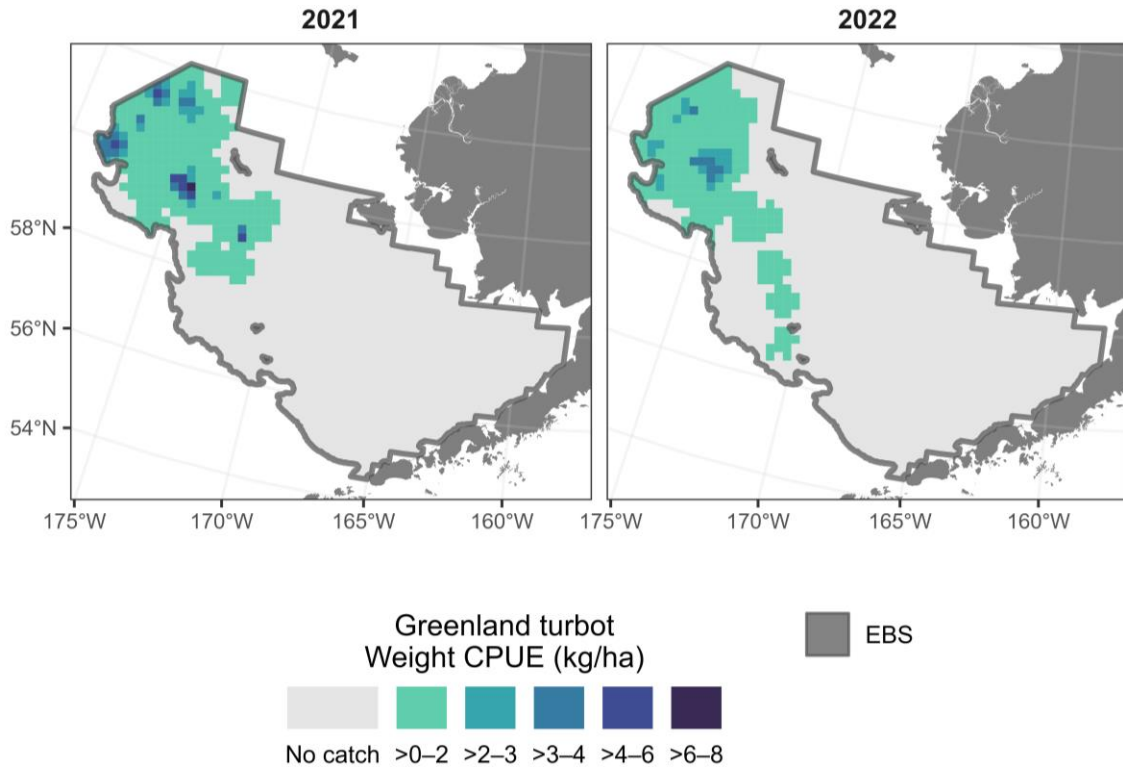 2021
2022
58°N
56°N
54°N
175°W
170°W
165°W
160°W
175°W
170°W
165°W
160°W
Greenland turbot
Weight CPUE (kg/ha)
EBS
No catch >0–2 >2–3 >3–4 >4–6 >6–8